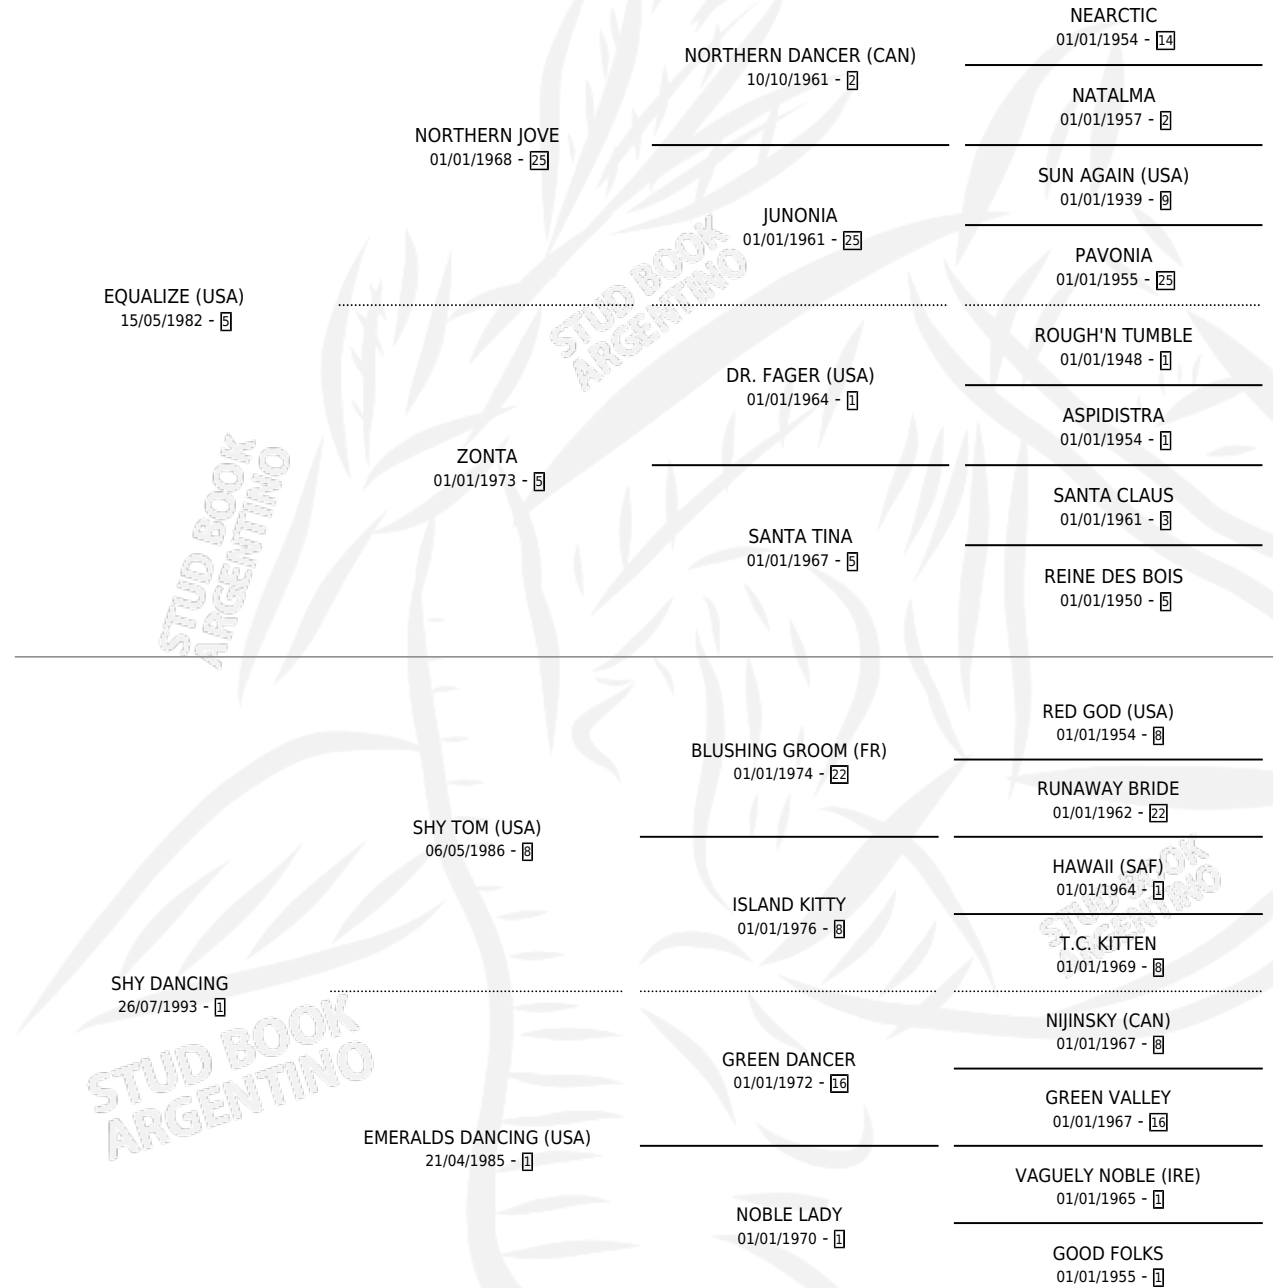 NEARCTIC
01/01/1954 - 14
NORTHERN DANCER (CAN)
10/10/1961 - 2
NATALMA
01/01/1957 - 2
NORTHERN JOVE
01/01/1968 - 25
SUN AGAIN (USA)
01/01/1939 - 9
JUNONIA
01/01/1961 - 25
PAVONIA
01/01/1955 - 25
EQUALIZE (USA)
15/05/1982 - 5
ROUGH'N TUMBLE
01/01/1948 - 1
DR. FAGER (USA)
01/01/1964 - 1
ASPIDISTRA
01/01/1954 - 1
ZONTA
01/01/1973 - 5
SANTA CLAUS
01/01/1961 - 3
SANTA TINA
01/01/1967 - 5
REINE DES BOIS
01/01/1950 - 5
STUD BOOK
ARGENTINO
STUD BOOK
ARGENTINO
RED GOD (USA)
01/01/1954 - 8
BLUSHING GROOM (FR)
01/01/1974 - 22
RUNAWAY BRIDE
01/01/1962 - 22
SHY TOM (USA)
06/05/1986 - 8
HAWAII (SAF)
01/01/1964 - 1
ISLAND KITTY
01/01/1976 - 8
T.C. KITTEN
01/01/1969 - 8
SHY DANCING
26/07/1993 - 1
NIJINSKY (CAN)
01/01/1967 - 8
GREEN DANCER
01/01/1972 - 16
GREEN VALLEY
01/01/1967 - 16
EMERALDS DANCING (USA)
21/04/1985 - 1
VAGUELY NOBLE (IRE)
01/01/1965 - 1
NOBLE LADY
01/01/1970 - 1
GOOD FOLKS
01/01/1955 - 1
STUD BOOK
ARGENTINO
STUD BOOK
ARGENTINO